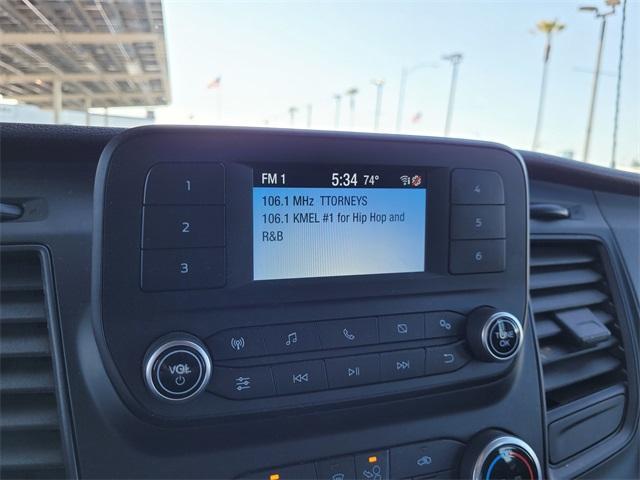 FM 1 5:34 74°
106.1 MHz TTORNEYS
106.1 KMEL #1 for Hip Hop and
R&B
1
2
3
4
5
6
VOL
TUNE
OK